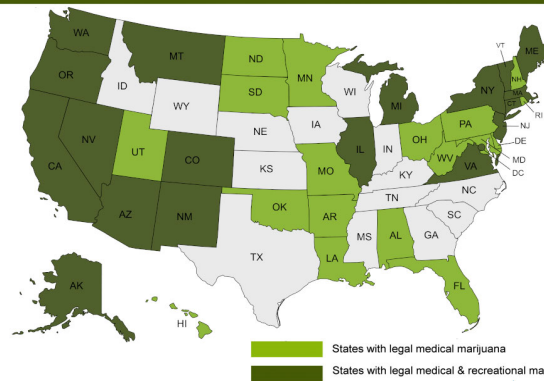 WA
MT
ND
MN
VT
ME
OR
ID
SD
WI
NH
NY
MA
WY
MI
CT
RI
IA
PA
NJ
NV
NE
IL
IN
OH
DE
UT
CO
WV
MD
CA
KS
MO
KY
VA
DC
AZ
NM
OK
TN
NC
AR
SC
TX
MS
AL
GA
LA
AK
FL
HI
States with legal medical marijuana
States with legal medical & recreational ma